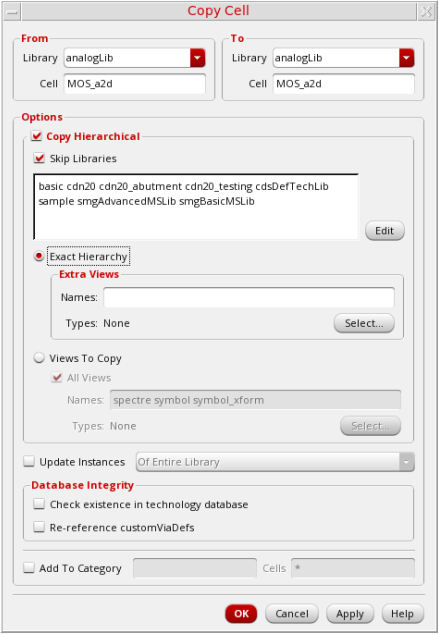 Copy Cell
From
To
Library analogLib
Library analogLib
Cell MOS_a2d
Cell MOS_a2d
Options
Copy Hierarchical
Skip Libraries
basic cdn20 cdn20_abutment cdn20_testing cdsDefTechLib
sample smgAdvancedMSLib smgBasicMSLib
Edit
Exact Hierarchy
Extra Views
Names:
Types: None Select...
Views To Copy
All Views
Names: spectre symbol symbol_xform
Types: None Select...
Update Instances Of Entire Library
Database Integrity
Check existence in technology database
Re-reference customViaDefs
Add To Category Cells *
OK Cancel Apply Help